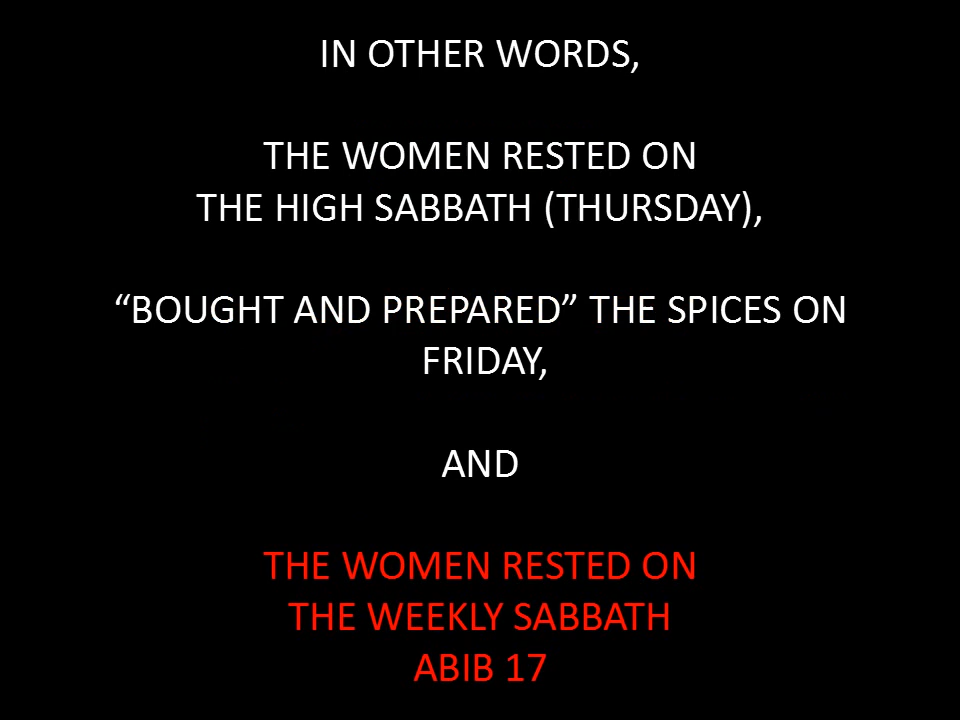 IN OTHER WORDS,
THE WOMEN RESTED ON
THE HIGH SABBATH (THURSDAY),
“BOUGHT AND PREPARED” THE SPICES ON
FRIDAY,
AND
THE WOMEN RESTED ON
THE WEEKLY SABBATH
ABIB 17